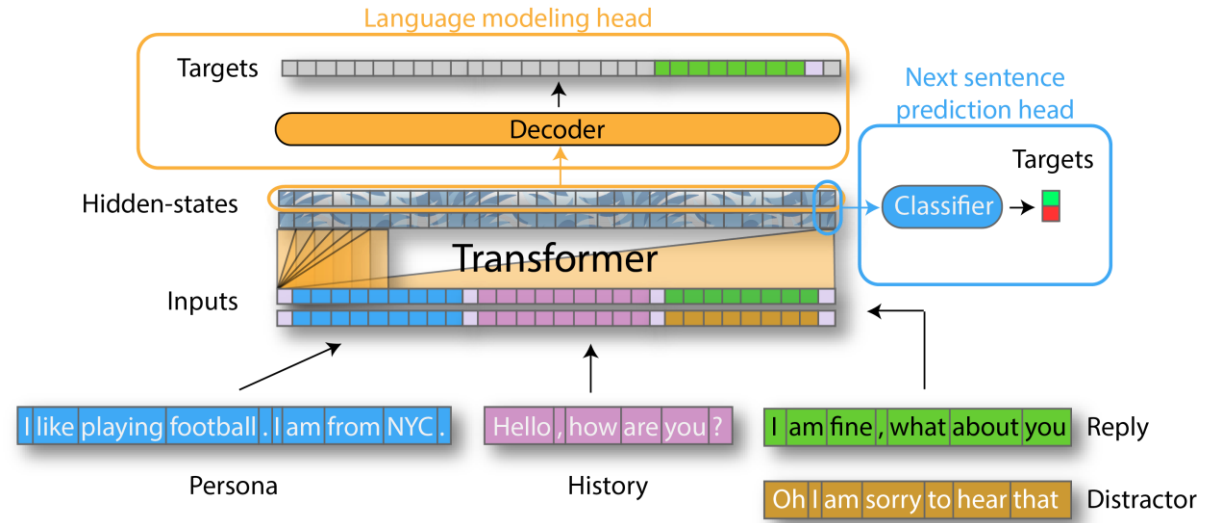 Language modeling head
Targets
Decoder
Next sentence
prediction head
Targets
Hidden-states
Classifier
Transformer
Inputs
I like playing football . I am from NYC .
Persona
Hello , how are you ?
History
I am fine , what about you
Reply
Oh I am sorry to hear that
Distractor